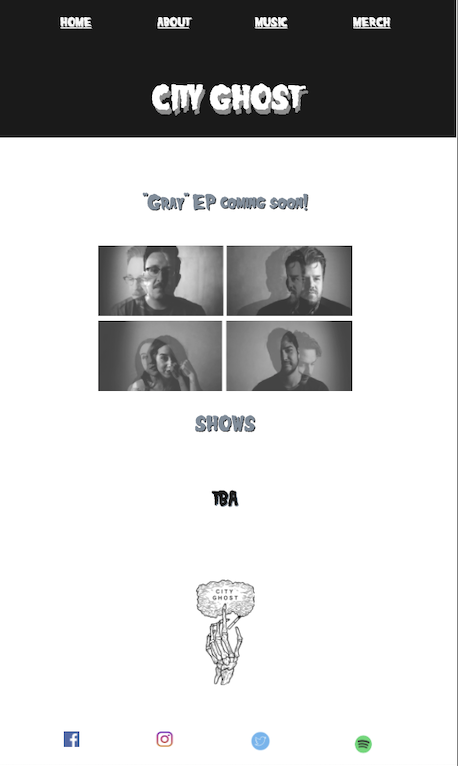 HOME ABOUT MUSIC MERCH
CITY GHOST
"Gray" EP coming soon!
SHOWS
TBA
CITY
GHOST